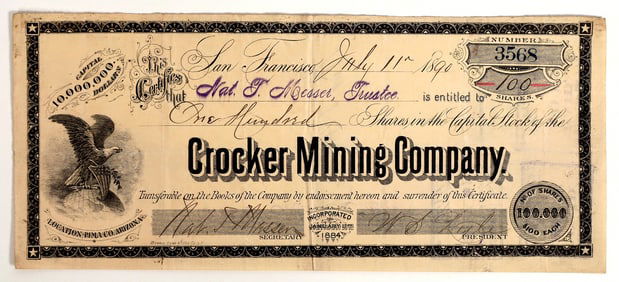 CAPITAL
10,000,000.
DOLLARS
This Certifies that
San Francisco July 11th 1890
NUMBER
3568
100
SHARES.
Nat. T. Messer, Trustee
is entitled to
One Hundred Shares in the Capital Stock of the
Crocker Mining Company.
Transferable on the Books of the Company by endorsement hereon and surrender of this Certificate.
LOCATION PIMA CO. ARIZONA
Nat. T. Messer
SECRETARY
INCORPORATED
JANUARY
1884
PRESIDENT
NO. OF SHARES
100,000
$100 EACH